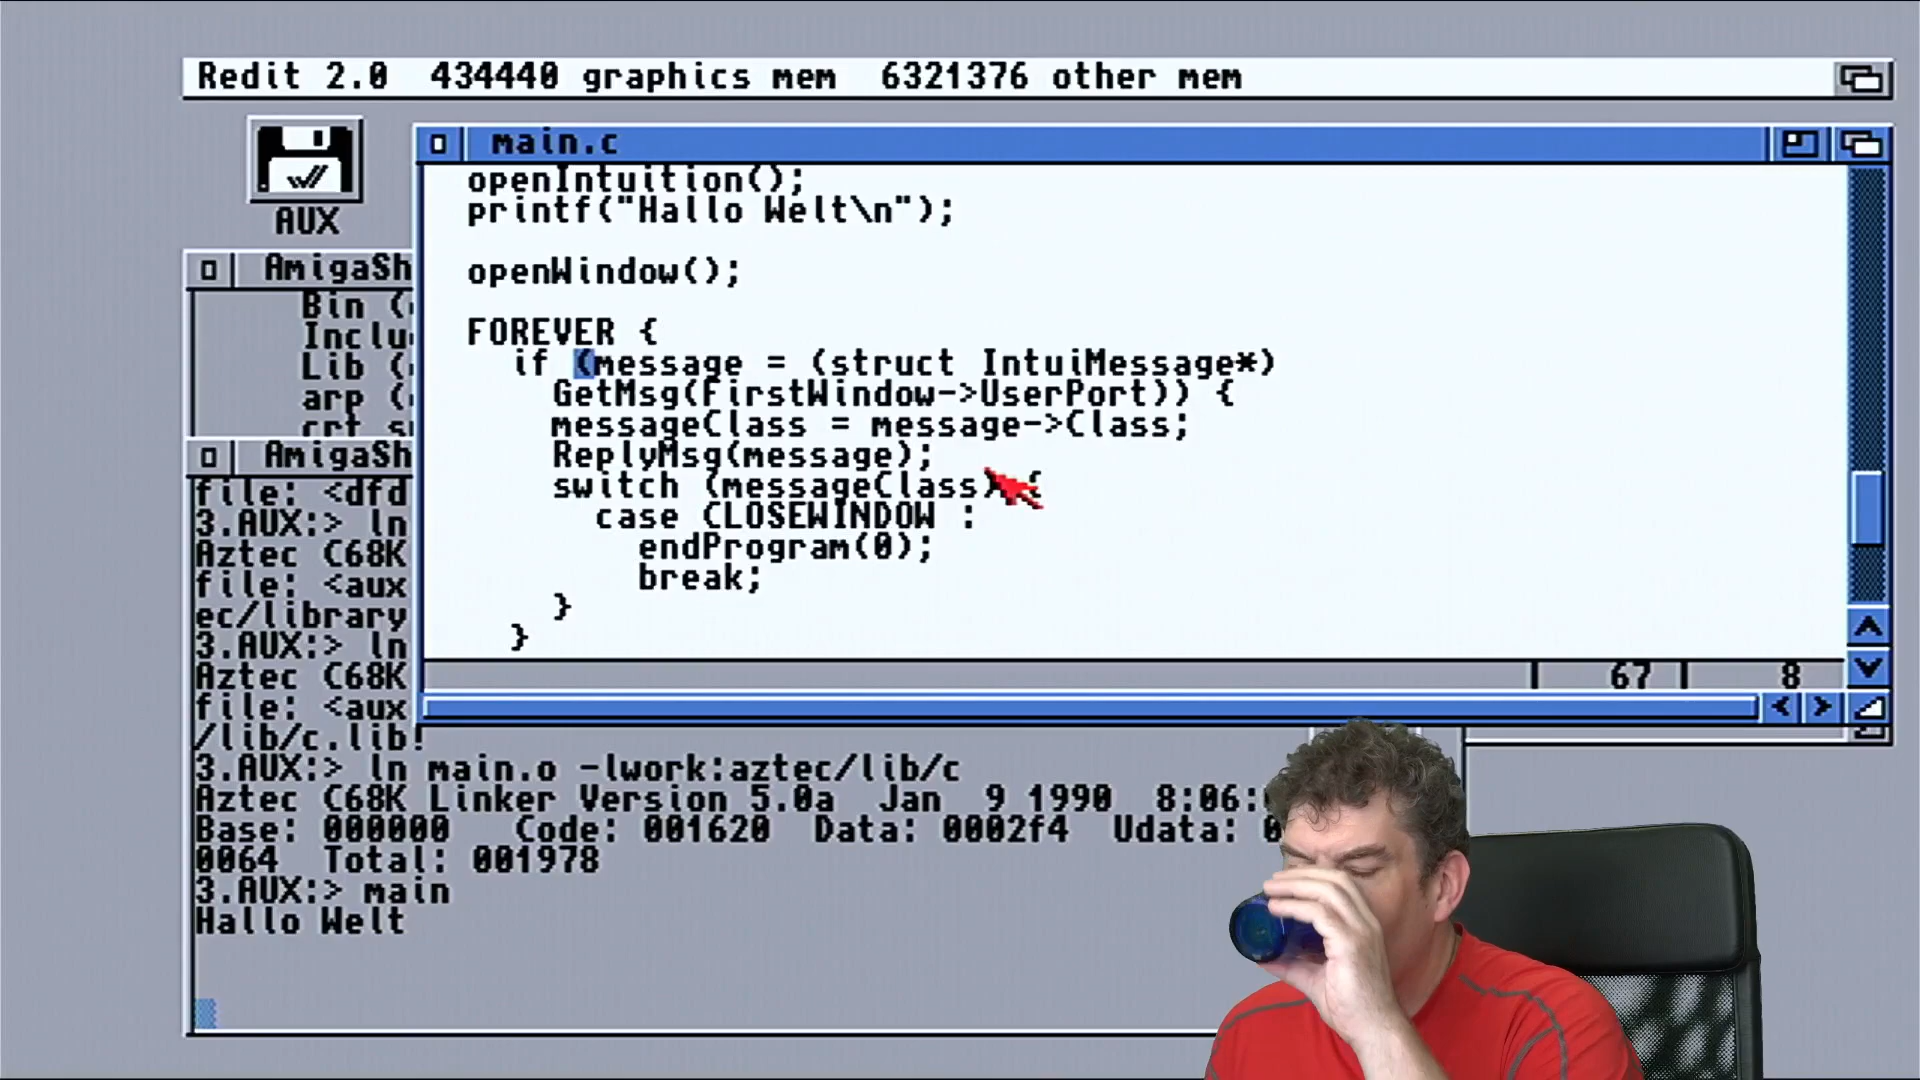 Redit 2.0 434440 graphics mem 6321376 other mem
AUX
main.c
openIntuition();
printf("Hallo Welt\n");
openWindow();
FOREVER {
if (message = (struct IntuiMessage*)
GetMsg(FirstWindow->UserPort)) {
messageClass = message->Class;
ReplyMsg(message);
switch (messageClass) {
case CLOSEWINDOW :
endProgram(0);
break;
}
}
67 8
AmigaSh
Bin (
Inclu
Lib (
arp (
crt s
AmigaSh
file: <dfd
3.AUX:> ln
Aztec C68K
file: <aux
ec/library
3.AUX:> ln
Aztec C68K
file: <aux
/lib/c.lib!
3.AUX:> ln main.o -lwork:aztec/lib/c
Aztec C68K Linker Version 5.0a Jan 9 1990 8:06:
Base: 000000 Code: 001620 Data: 0002f4 Udata: 0
0064 Total: 001978
3.AUX:> main
Hallo Welt